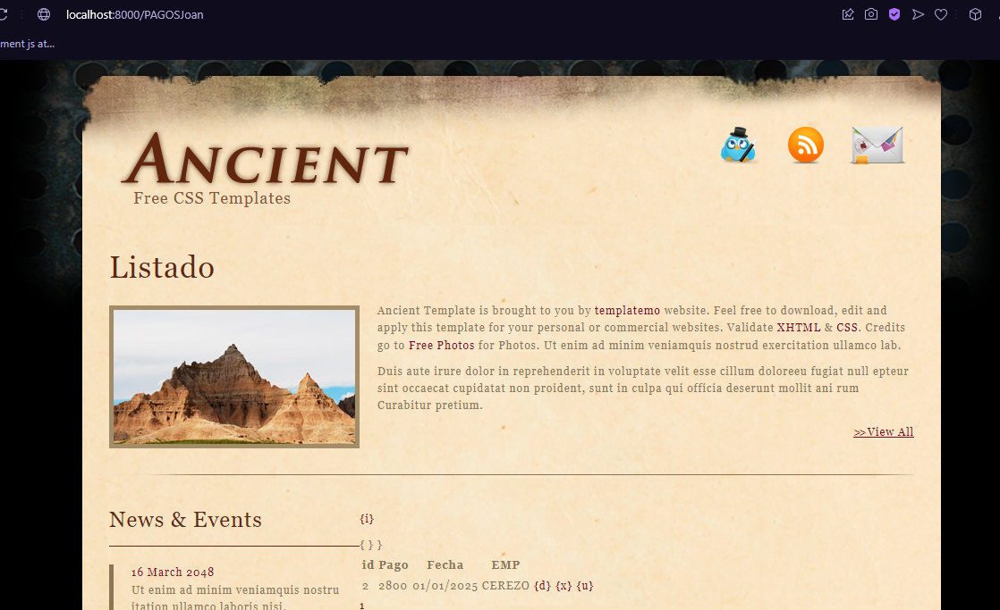 localhost:8000/PAGOSJoan
ment js at...
ANCIENT
Free CSS Templates
Listado
Ancient Template is brought to you by templatemo website. Feel free to download, edit and
apply this template for your personal or commercial websites. Validate XHTML & CSS. Credits
go to Free Photos for Photos. Ut enim ad minim veniamquis nostrud exercitation ullamco lab.
Duis aute irure dolor in reprehenderit in voluptate velit esse cillum doloreeu fugiat null epteur
sint occaecat cupidatat non proident, sunt in culpa qui officia deserunt mollit ani rum
Curabitur pretium.
>>View All
News & Events
16 March 2048
Ut enim ad minim veniamquis nostru
itation ullamco laboris nisi.
{i}
{ } }
id Pago Fecha EMP
2 2800 01/01/2025 CEREZO {d} {x} {u}
1